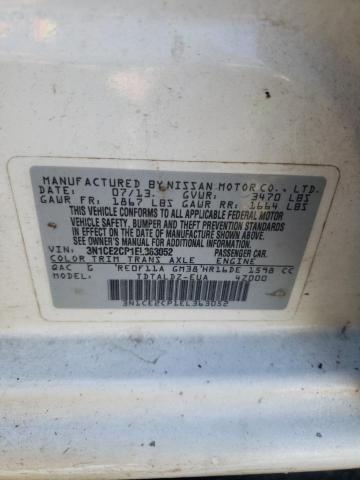 MANUFACTURED BY NISSAN MOTOR CO., LTD.
DATE: 07/13. GVWR: 3470 LBS
GAWR FR: 1867 LBS GAWR RR: 1664 LBS
THIS VEHICLE CONFORMS TO ALL APPLICABLE FEDERAL MOTOR
VEHICLE SAFETY, BUMPER AND THEFT PREVENTION
STANDARDS IN EFFECT ON THE DATE OF MANUFACTURE SHOWN ABOVE.
SEE OWNER'S MANUAL FOR ADDITIONAL INFORMATION
VIN: 3N1CE2CP1EL363052 PASSENGER CAR.
COLOR TRIM TRANS AXLE ENGINE
QAC G RE0F11A GM38 HR16DE 1598 CC
MODEL: TDTALDZ-EUA 47000
3N1CE2CP1EL363052